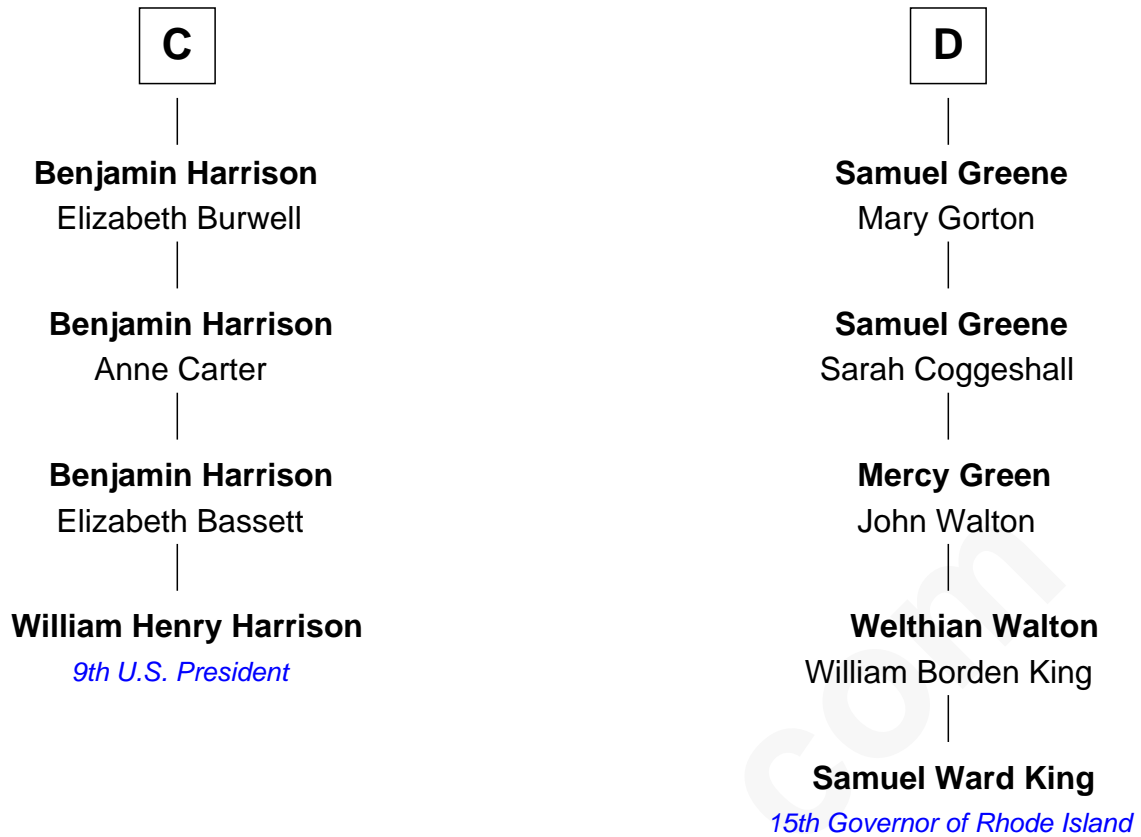 C
Benjamin Harrison
Elizabeth Burwell
Benjamin Harrison
Anne Carter
Benjamin Harrison
Elizabeth Bassett
William Henry Harrison
9th U.S. President
D
Samuel Greene
Mary Gorton
Samuel Greene
Sarah Coggeshall
Mercy Green
John Walton
Welthian Walton
William Borden King
Samuel Ward King
15th Governor of Rhode Island
com